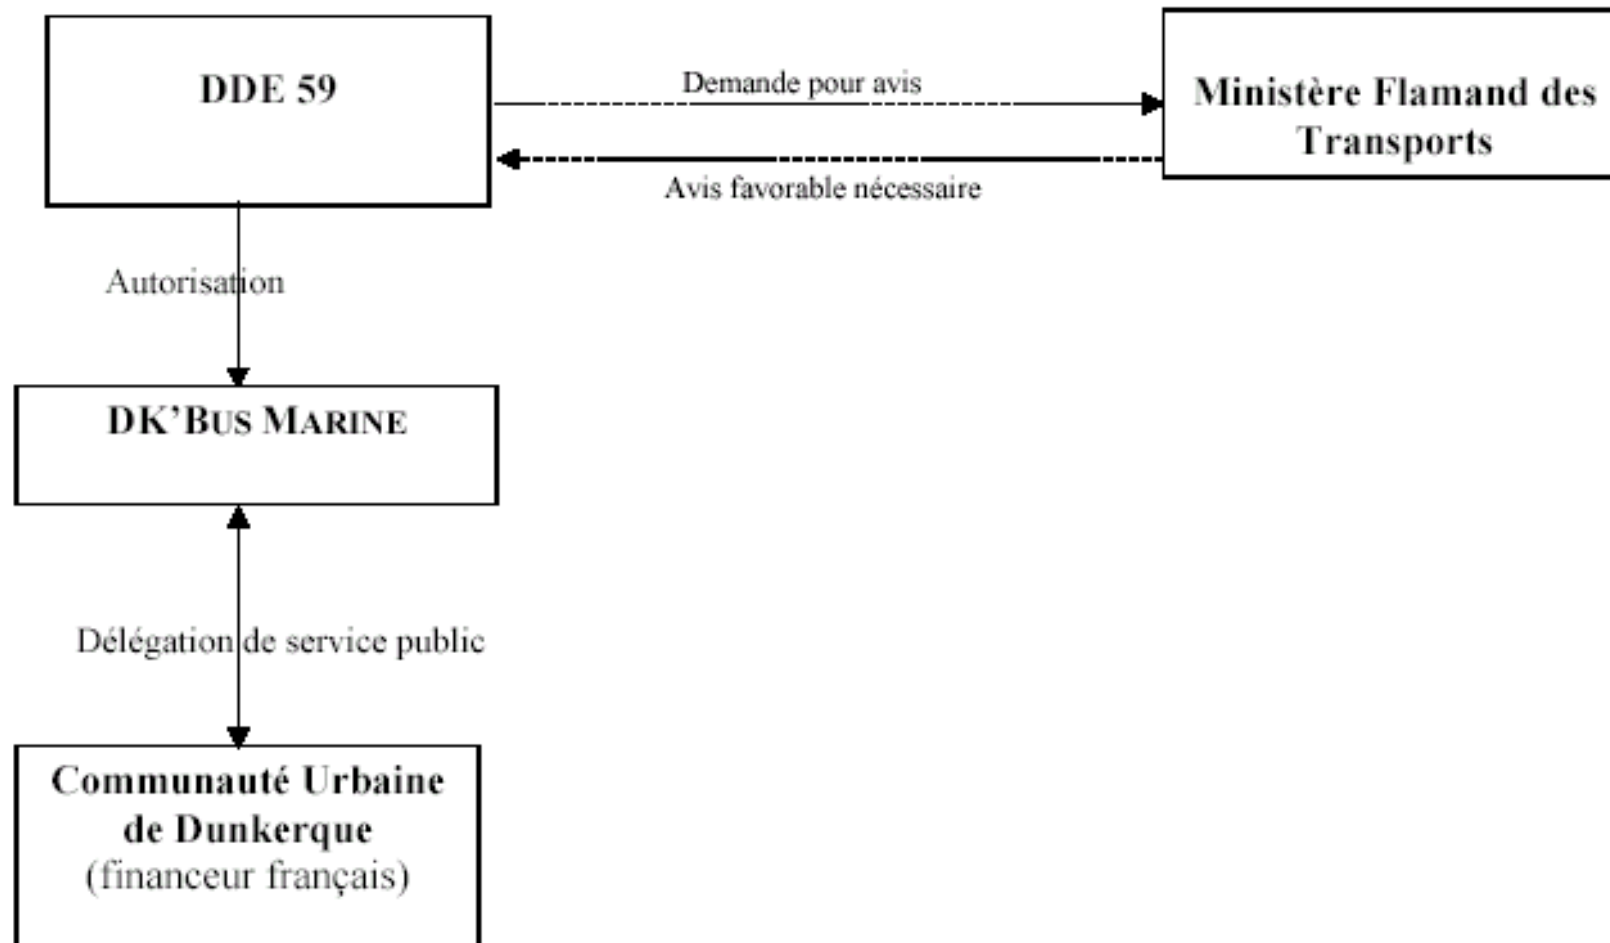 DDE 59
Demande pour avis
Ministère Flamand des
Transports
Avis favorable nécessaire
Autorisation
DK’BUS MARINE
Délégation de service public
Communauté Urbaine
de Dunkerque
(financeur français)